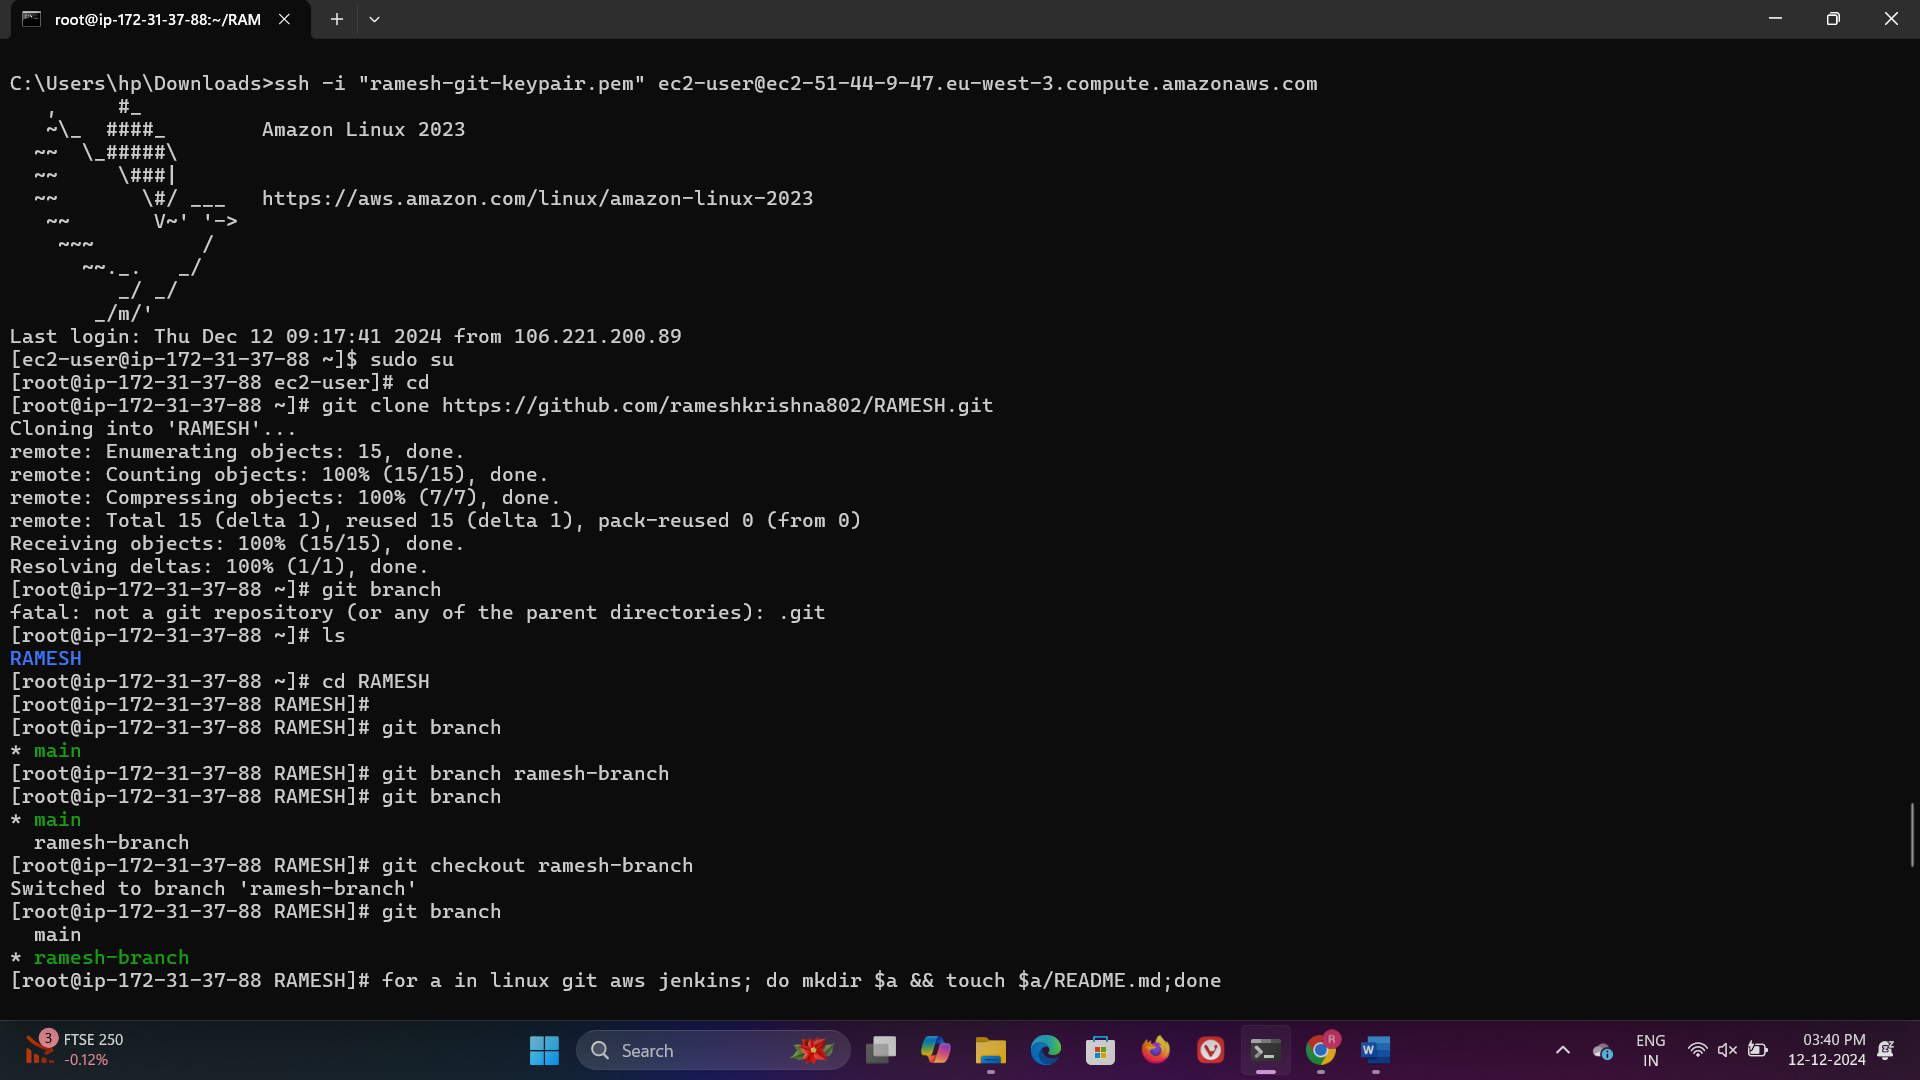 root@ip-172-31-37-88:~/RAM
C:\Users\hp\Downloads>ssh -i "ramesh-git-keypair.pem" ec2-user@ec2-51-44-9-47.eu-west-3.compute.amazonaws.com
   ,     #_
   ~\_  ####_        Amazon Linux 2023
  ~~  \_#####\
  ~~     \###|
  ~~       \#/ ___   https://aws.amazon.com/linux/amazon-linux-2023
   ~~       V~' '->
    ~~~         /
      ~~._.   _/
         _/ _/
       _/m/'
Last login: Thu Dec 12 09:17:41 2024 from 106.221.200.89
[ec2-user@ip-172-31-37-88 ~]$ sudo su
[root@ip-172-31-37-88 ec2-user]# cd
[root@ip-172-31-37-88 ~]# git clone https://github.com/rameshkrishna802/RAMESH.git
Cloning into 'RAMESH'...
remote: Enumerating objects: 15, done.
remote: Counting objects: 100% (15/15), done.
remote: Compressing objects: 100% (7/7), done.
remote: Total 15 (delta 1), reused 15 (delta 1), pack-reused 0 (from 0)
Receiving objects: 100% (15/15), done.
Resolving deltas: 100% (1/1), done.
[root@ip-172-31-37-88 ~]# git branch
fatal: not a git repository (or any of the parent directories): .git
[root@ip-172-31-37-88 ~]# ls
RAMESH
[root@ip-172-31-37-88 ~]# cd RAMESH
[root@ip-172-31-37-88 RAMESH]#
[root@ip-172-31-37-88 RAMESH]# git branch
* main
[root@ip-172-31-37-88 RAMESH]# git branch ramesh-branch
[root@ip-172-31-37-88 RAMESH]# git branch
* main
  ramesh-branch
[root@ip-172-31-37-88 RAMESH]# git checkout ramesh-branch
Switched to branch 'ramesh-branch'
[root@ip-172-31-37-88 RAMESH]# git branch
  main
* ramesh-branch
[root@ip-172-31-37-88 RAMESH]# for a in linux git aws jenkins; do mkdir $a && touch $a/README.md;done
3 FTSE 250
-0.12%
Search
R
W
ENG
IN
03:40 PM
12-12-2024